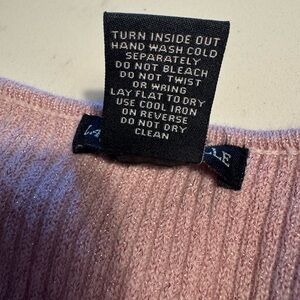 TURN INSIDE OUT
HAND WASH COLD
SEPARATELY
DO NOT BLEACH
DO NOT TWIST
OR WRING
LAY FLAT TO DRY
USE COOL IRON
ON REVERSE
DO NOT DRY
CLEAN